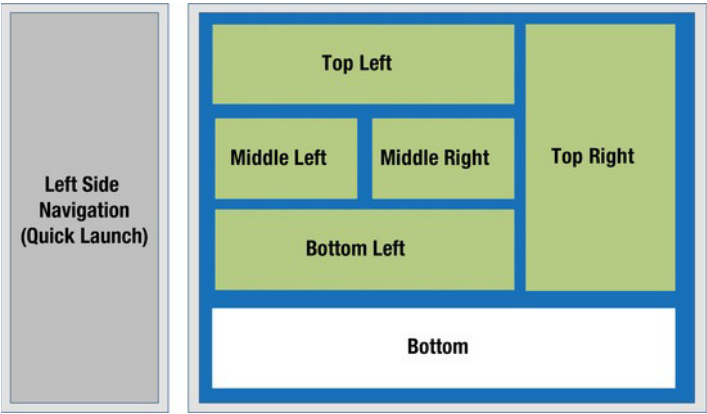 Left Side
Navigation
(Quick Launch)
Top Left
Middle Left
Middle Right
Top Right
Bottom Left
Bottom